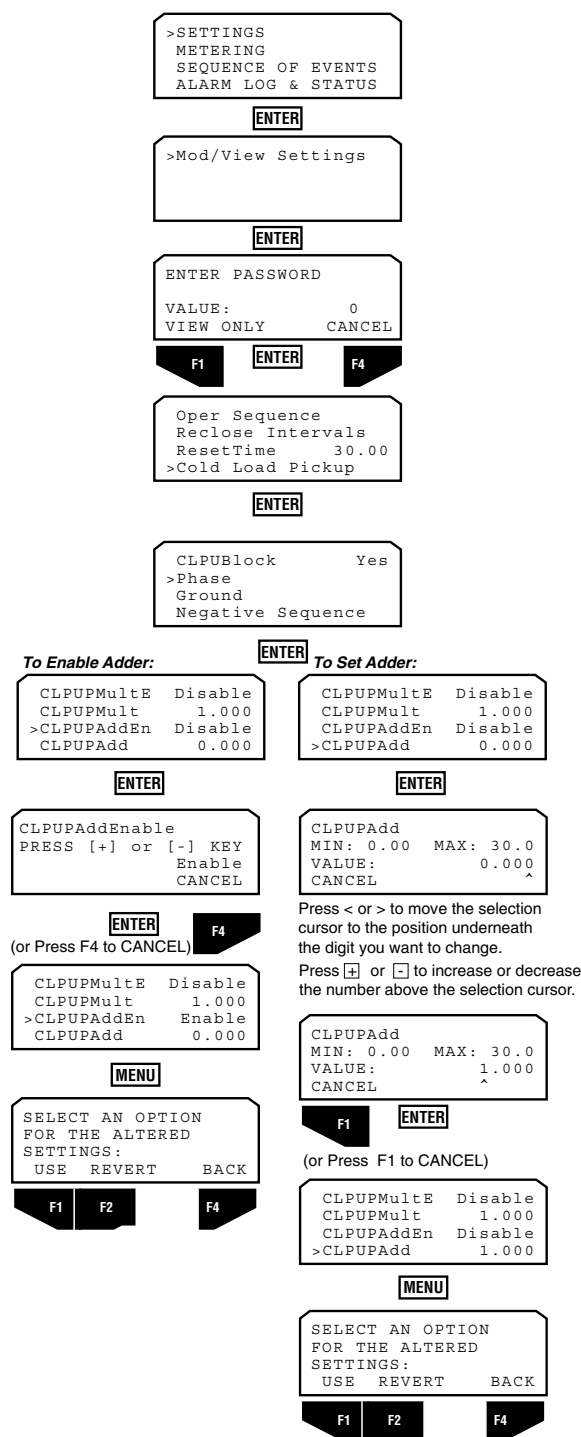 >SETTINGS
METERING
SEQUENCE OF EVENTS
ALARM LOG & STATUS
ENTER
>Mod/View Settings
ENTER
ENTER PASSWORD
VALUE: 0
VIEW ONLY CANCEL
F1 ENTER F4
Oper Sequence
Reclose Intervals
ResetTime 30.00
>Cold Load Pickup
ENTER
CLPUBlock Yes
>Phase
Ground
Negative Sequence
ENTER
To Enable Adder:
CLPUPMultE Disable
CLPUPMult 1.000
>CLPUPAddEn Disable
CLPUPAdd 0.000
ENTER
CLPUPAddEnable
PRESS [+] or [-] KEY
Enable
CANCEL
ENTER F4
(or Press F4 to CANCEL)
CLPUPMultE Disable
CLPUPMult 1.000
>CLPUPAddEn Enable
CLPUPAdd 0.000
MENU
SELECT AN OPTION
FOR THE ALTERED
SETTINGS:
USE REVERT BACK
F1 F2 F4
To Set Adder:
CLPUPMultE Disable
CLPUPMult 1.000
CLPUPAddEn Disable
>CLPUPAdd 0.000
ENTER
CLPUPAdd
MIN: 0.00 MAX: 30.0
VALUE: 0.000
CANCEL ^
Press < or > to move the selection
cursor to the position underneath
the digit you want to change.
Press + or - to increase or decrease
the number above the selection cursor.
CLPUPAdd
MIN: 0.00 MAX: 30.0
VALUE: 1.000
CANCEL ^
F1 ENTER
(or Press F1 to CANCEL)
CLPUPMultE Disable
CLPUPMult 1.000
CLPUPAddEn Disable
>CLPUPAdd 1.000
MENU
SELECT AN OPTION
FOR THE ALTERED
SETTINGS:
USE REVERT BACK
F1 F2 F4